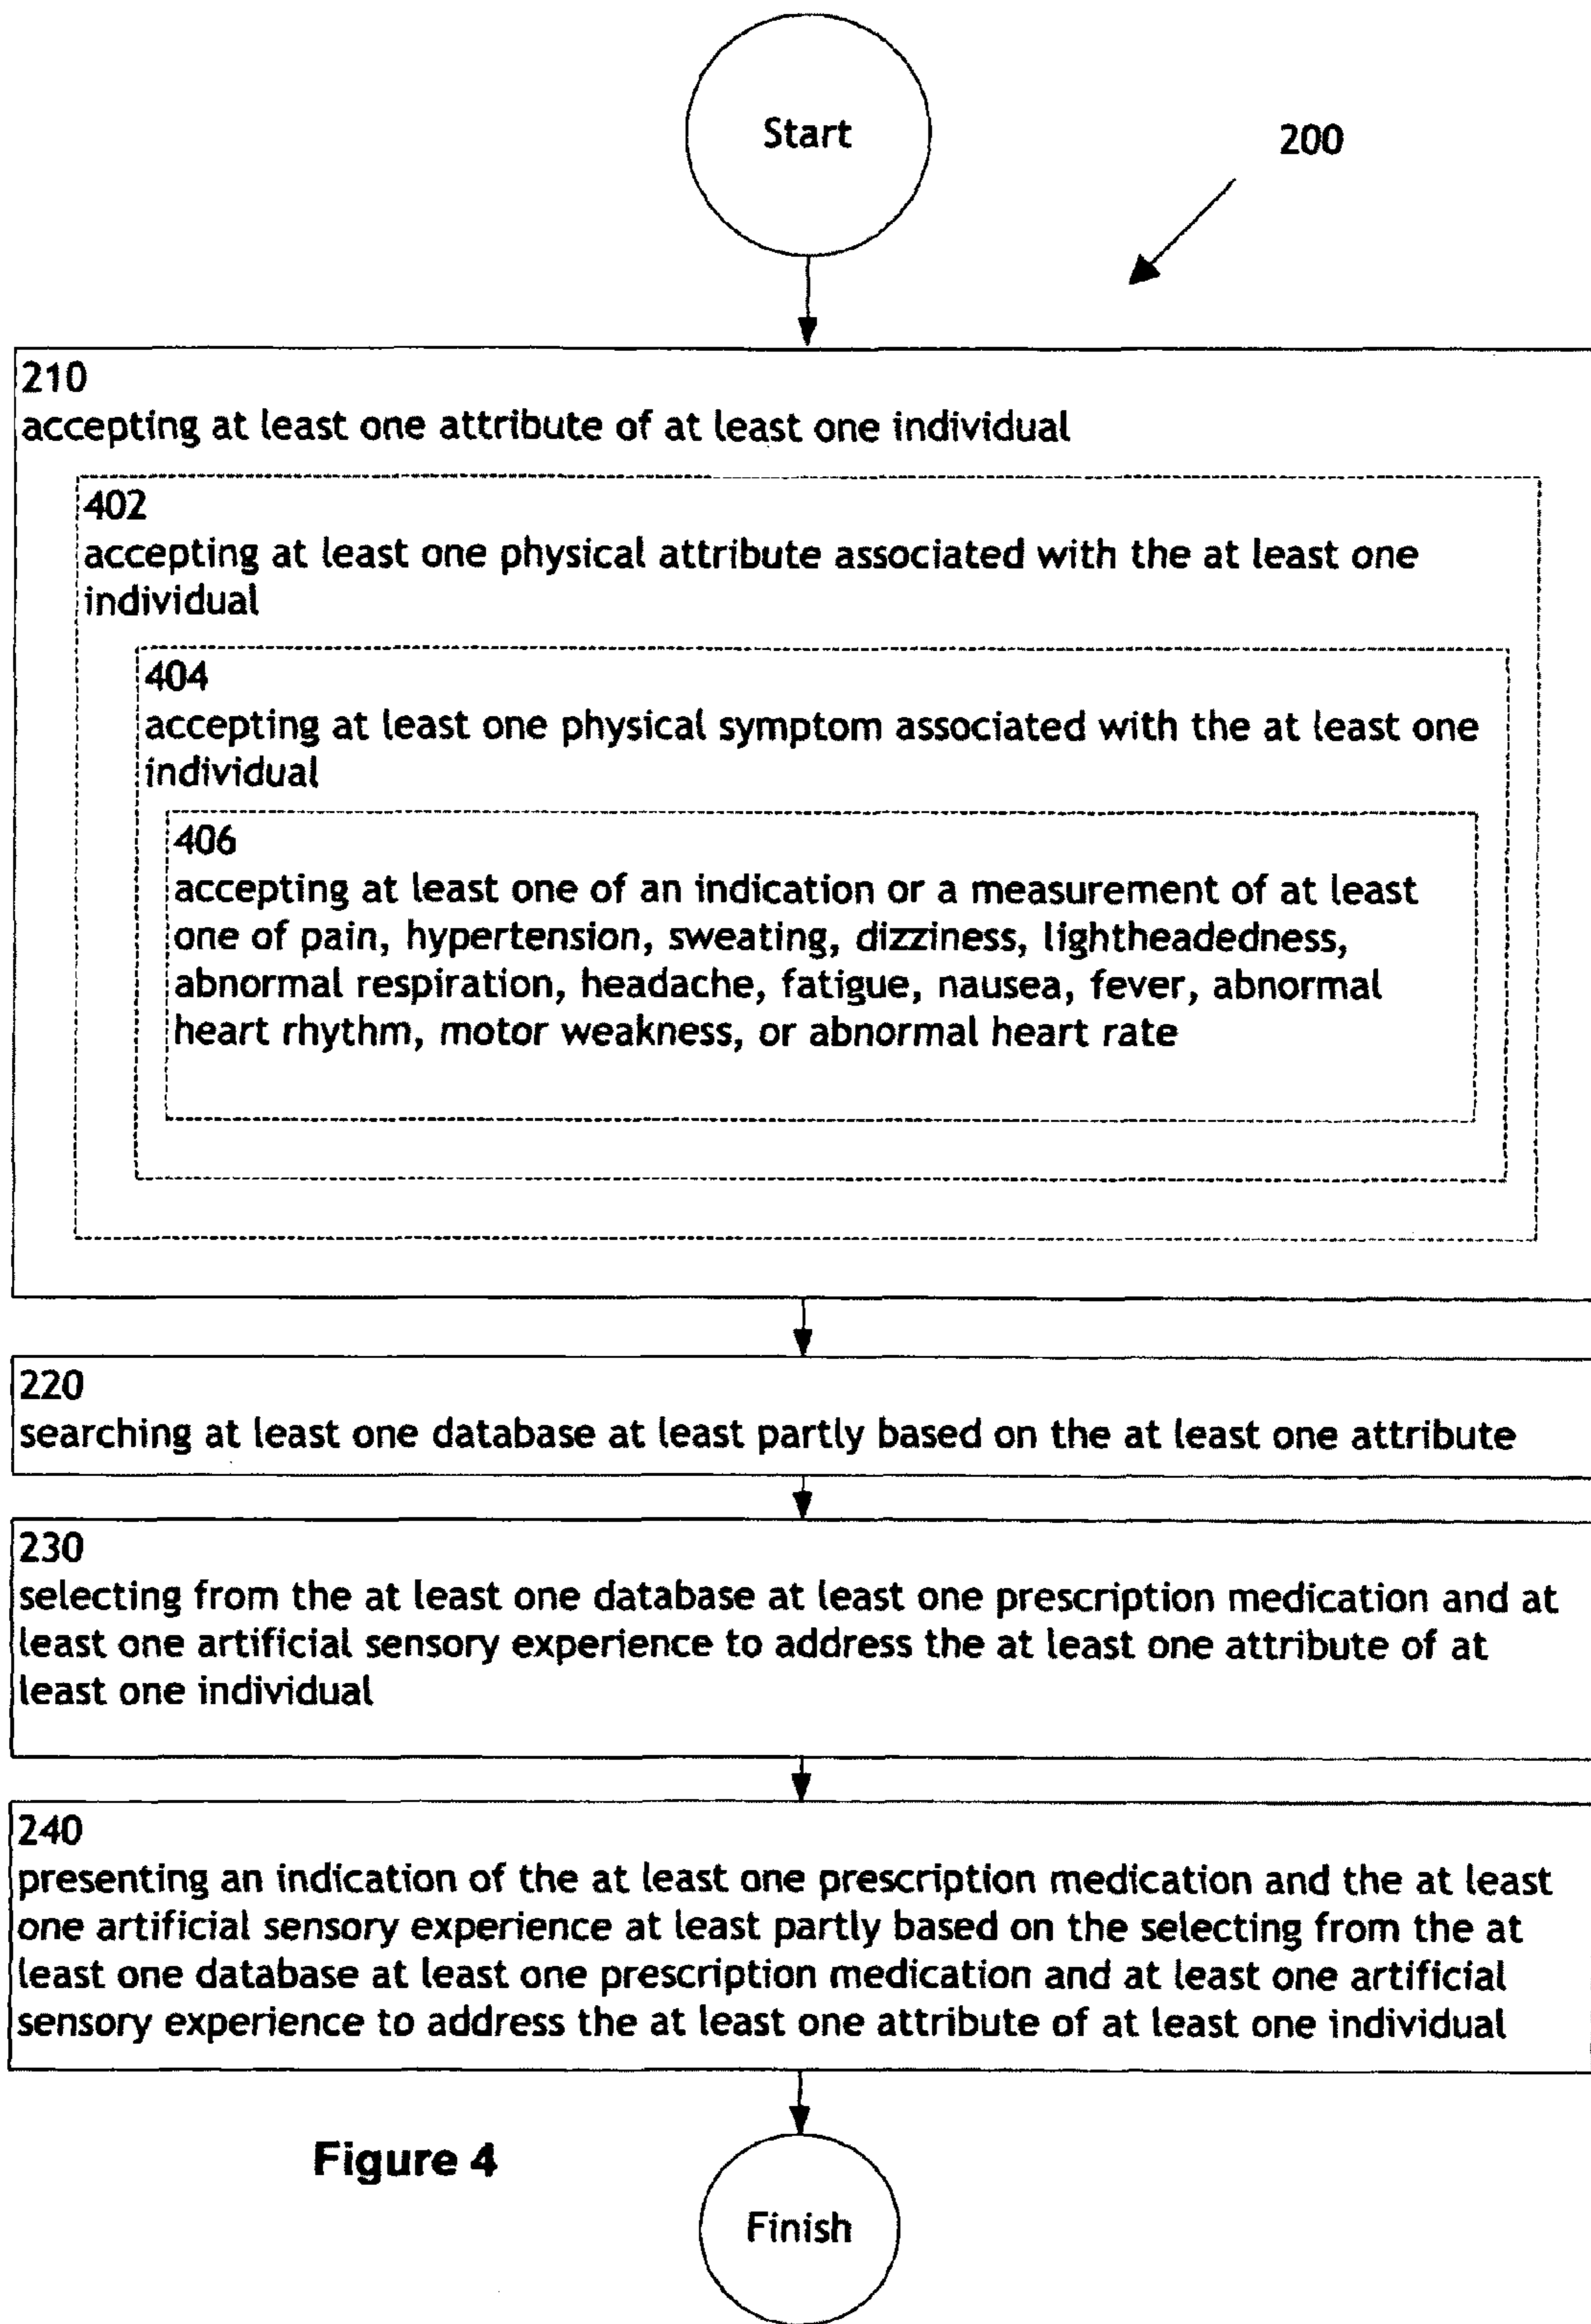 Start
200
210
accepting at least one attribute of at least one individual
402
accepting at least one physical attribute associated with the at least one
individual
404
accepting at least one physical symptom associated with the at least one
individual
406
accepting at least one of an indication or a measurement of at least
one of pain, hypertension, sweating, dizziness, lightheadedness,
abnormal respiration, headache, fatigue, nausea, fever, abnormal
heart rhythm, motor weakness, or abnormal heart rate
220
searching at least one database at least partly based on the at least one attribute
230
selecting from the at least one database at least one prescription medication and at
least one artificial sensory experience to address the at least one attribute of at
least one individual
240
presenting an indication of the at least one prescription medication and the at least
one artificial sensory experience at least partly based on the selecting from the at
least one database at least one prescription medication and at least one artificial
sensory experience to address the at least one attribute of at least one individual
Figure 4
Finish